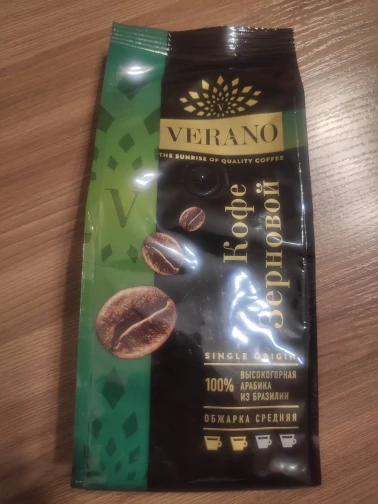 V
VERANO
THE SUNRISE OF QUALITY COFFEE
V
Кофе
Зерновой
SINGLE ORIGIN
100% ВЫСОКОГОРНАЯ
АРАБИКА
ИЗ БРАЗИЛИИ
ОБЖАРКА СРЕДНЯЯ